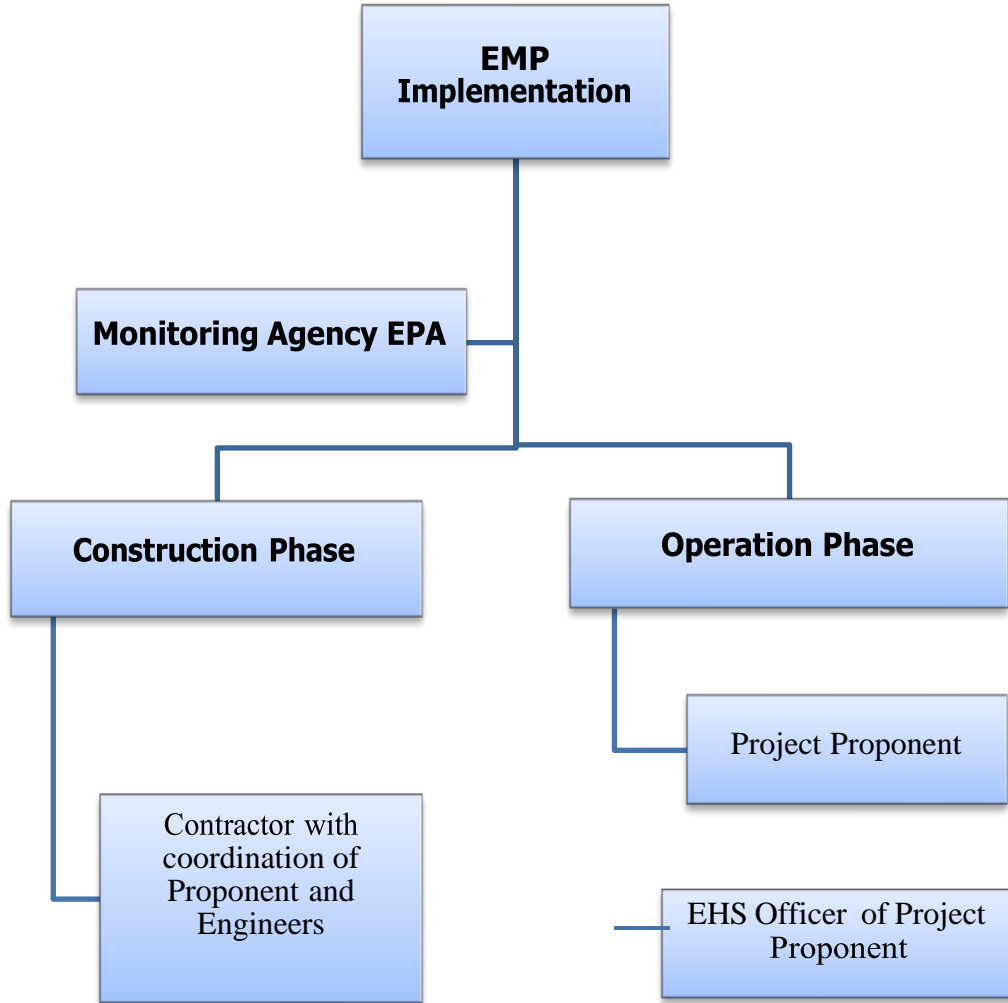 EMP
Implementation
Monitoring Agency EPA
Construction Phase
Operation Phase
Project Proponent
Contractor with
coordination of
Proponent and
Engineers
EHS Officer of Project
Proponent